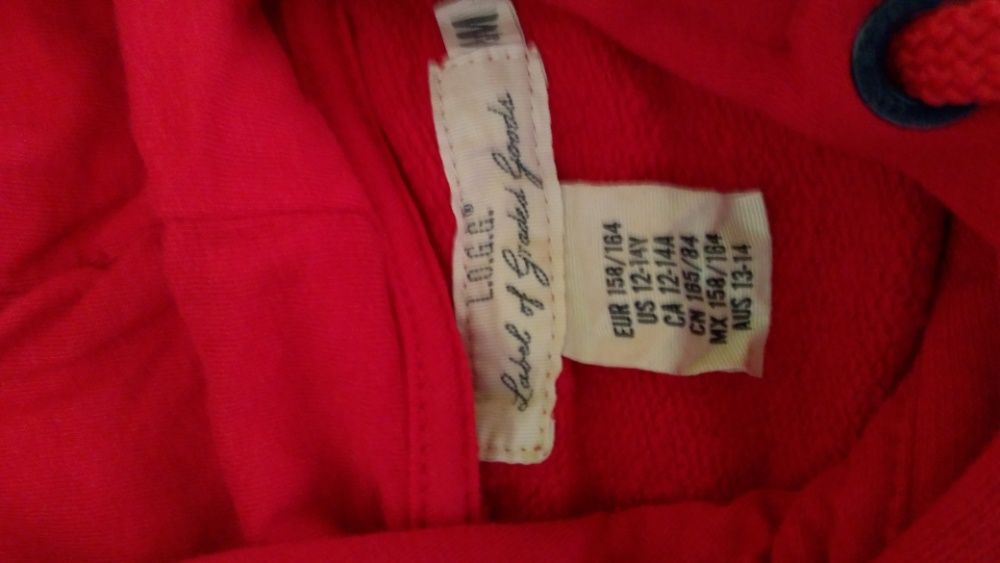 L.O.G.G.®
Label of Graded Goods
EUR 158/164
US 12-14Y
CA 12-14A
CN 165/84
MX 158/164
AUS 13-14